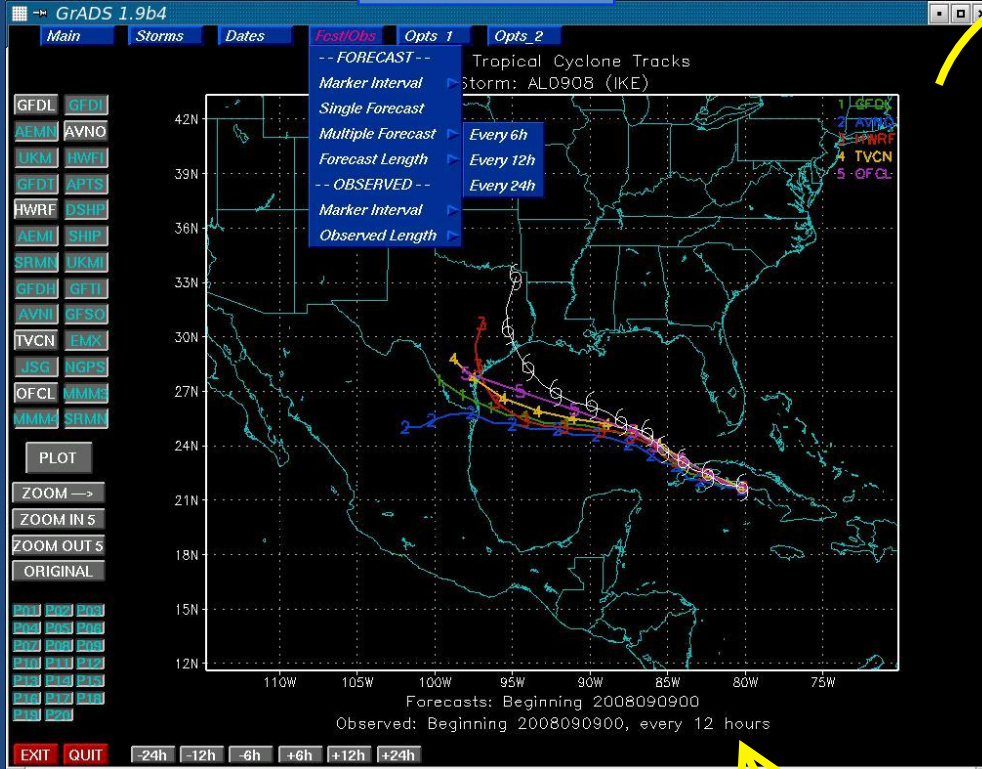 GrADS 1.9b4
Main Storms Dates Fcst/Obs Opts_1 Opts_2
-- FORECAST --
Marker Interval
Single Forecast
Multiple Forecast
Forecast Length
-- OBSERVED --
Marker Interval
Observed Length
Every 6h
Every 12h
Every 24h
Tropical Cyclone Tracks
Storm: AL0908 (IKE)
1
2 AVNO
3 HWRF
4 TVCN
5 OFCL
GFDL GFDI
AEMN AVNO
UKM HWFI
GFDT APTS
HWRF DSHP
AEMI SHIP
SRMN UKMI
GFDH GFTI
AVNI GFSO
TVCN EMX
JSG NGPS
OFCL MMM3
MMM4 SRMN
PLOT
ZOOM —>
ZOOM IN 5
ZOOM OUT 5
ORIGINAL
P01 P02 P03
P04 P05 P06
P07 P08 P09
P10 P11 P12
P13 P14 P15
P16 P17 P18
P19 P20
42N
39N
36N
33N
30N
27N
24N
21N
18N
15N
12N
110W 105W 100W 95W 90W 85W 80W 75W
Forecasts: Beginning 2008090900
Observed: Beginning 2008090900, every 12 hours
EXIT QUIT -24h -12h -6h +6h +12h +24h